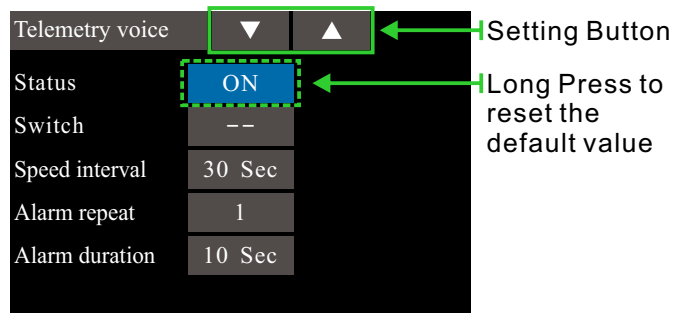 Telemetry voice ▼ ▲
Setting Button
Status ON
Long Press to
reset the
default value
Switch --
Speed interval 30 Sec
Alarm repeat 1
Alarm duration 10 Sec